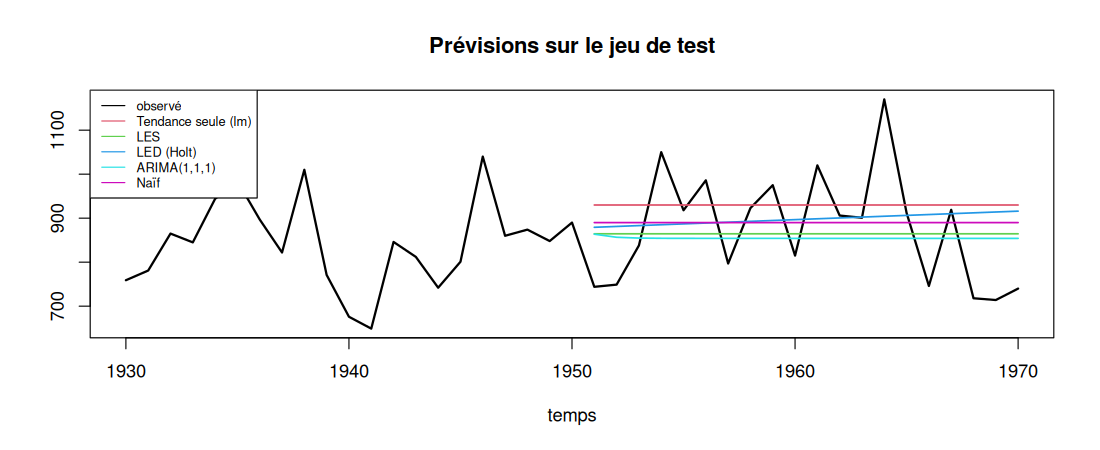 Prévisions sur le jeu de test
observé
Tendance seule (lm)
LES
LED (Holt)
ARIMA(1,1,1)
Naïf
1100
900
700
1930 1940 1950 1960 1970
temps